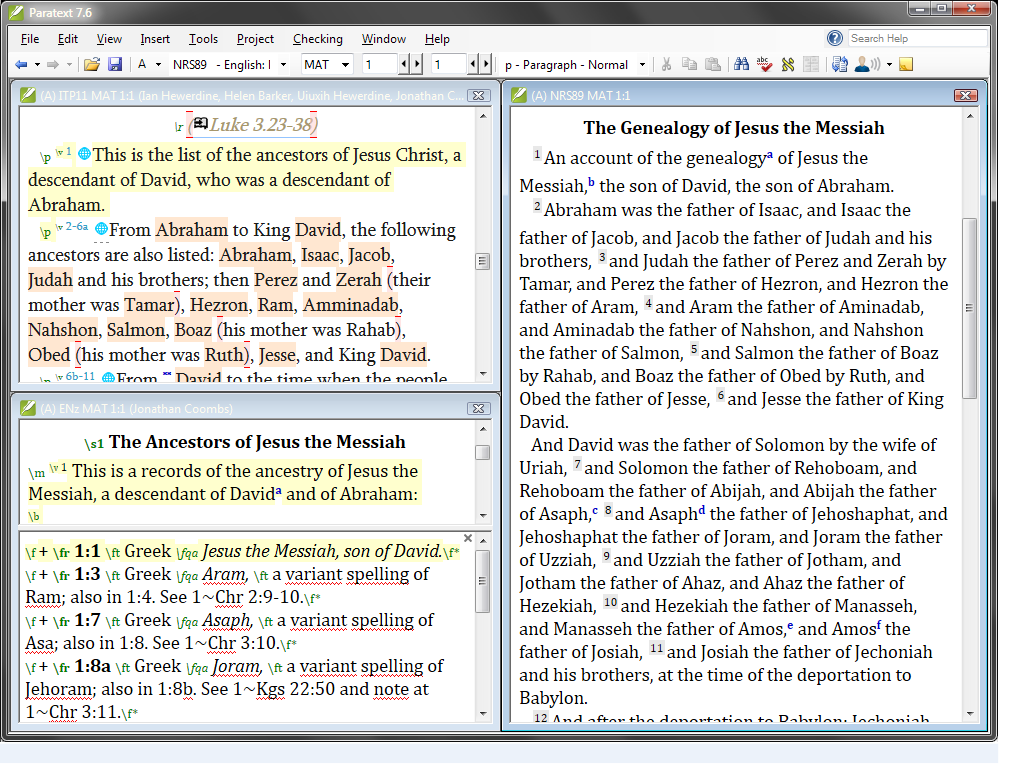 Paratext 7.6
File Edit View Insert Tools Project Checking Window Help Search Help
A NRS89 - English: I MAT 1 1 p - Paragraph - Normal
(A) ITP11 MAT 1:1 (Ian Hewerdine, Helen Barker, Uiuxih Hewerdine, Jonathan C...
\r (Luke 3.23-38)
\p \v 1 This is the list of the ancestors of Jesus Christ, a
descendant of David, who was a descendant of
Abraham.
\p \v 2-6a From Abraham to King David, the following
ancestors are also listed: Abraham, Isaac, Jacob,
Judah and his brothers; then Perez and Zerah (their
mother was Tamar), Hezron, Ram, Amminadab,
Nahshon, Salmon, Boaz (his mother was Rahab),
Obed (his mother was Ruth), Jesse, and King David.
\p \v 6b-11 From David to the time when the people
(A) ENz MAT 1:1 (Jonathan Coombs)
\s1 The Ancestors of Jesus the Messiah
\m \v 1 This is a records of the ancestry of Jesus the
Messiah, a descendant of Davida and of Abraham:
\b
\f + \fr 1:1 \ft Greek \fqa Jesus the Messiah, son of David.\f*
\f + \fr 1:3 \ft Greek \fqa Aram, \ft a variant spelling of
Ram; also in 1:4. See 1~Chr 2:9-10.\f*
\f + \fr 1:7 \ft Greek \fqa Asaph, \ft a variant spelling of
Asa; also in 1:8. See 1~Chr 3:10.\f*
\f + \fr 1:8a \ft Greek \fqa Joram, \ft a variant spelling of
Jehoram; also in 1:8b. See 1~Kgs 22:50 and note at
1~Chr 3:11.\f*
(A) NRS89 MAT 1:1
The Genealogy of Jesus the Messiah
1 An account of the genealogya of Jesus the
Messiah,b the son of David, the son of Abraham.
2 Abraham was the father of Isaac, and Isaac the
father of Jacob, and Jacob the father of Judah and his
brothers, 3 and Judah the father of Perez and Zerah by
Tamar, and Perez the father of Hezron, and Hezron the
father of Aram, 4 and Aram the father of Aminadab,
and Aminadab the father of Nahshon, and Nahshon
the father of Salmon, 5 and Salmon the father of Boaz
by Rahab, and Boaz the father of Obed by Ruth, and
Obed the father of Jesse, 6 and Jesse the father of King
David.
And David was the father of Solomon by the wife of
Uriah, 7 and Solomon the father of Rehoboam, and
Rehoboam the father of Abijah, and Abijah the father
of Asaph,c 8 and Asaphd the father of Jehoshaphat, and
Jehoshaphat the father of Joram, and Joram the father
of Uzziah, 9 and Uzziah the father of Jotham, and
Jotham the father of Ahaz, and Ahaz the father of
Hezekiah, 10 and Hezekiah the father of Manasseh,
and Manasseh the father of Amos,e and Amosf the
father of Josiah, 11 and Josiah the father of Jechoniah
and his brothers, at the time of the deportation to
Babylon.
12 And after the deportation to Babylon: Jechoniah